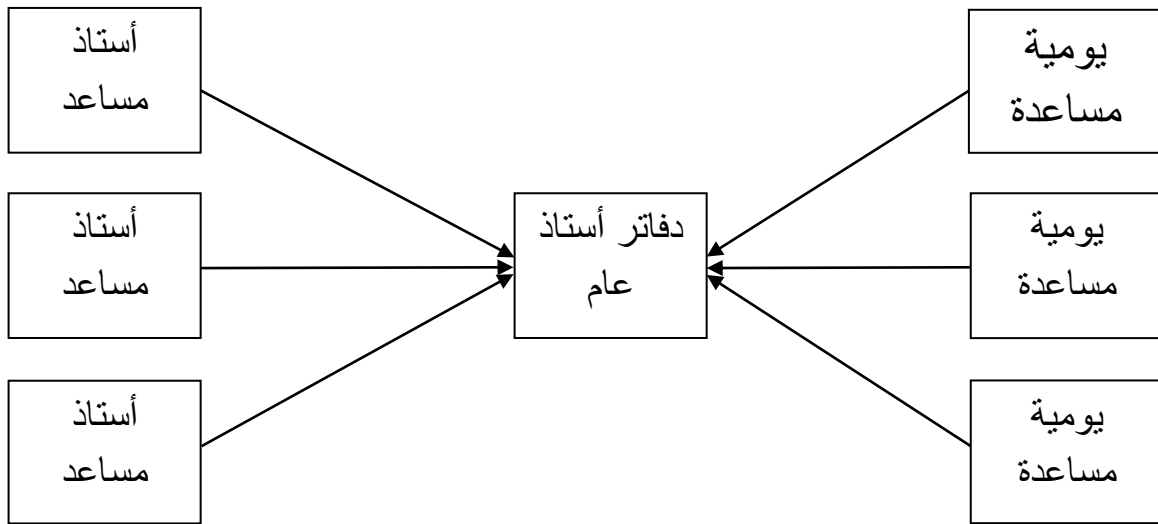 يومية
مساعدة
أستاذ
مساعد
يومية
مساعدة
دفاتر أستاذ
عام
أستاذ
مساعد
يومية
مساعدة
أستاذ
مساعد